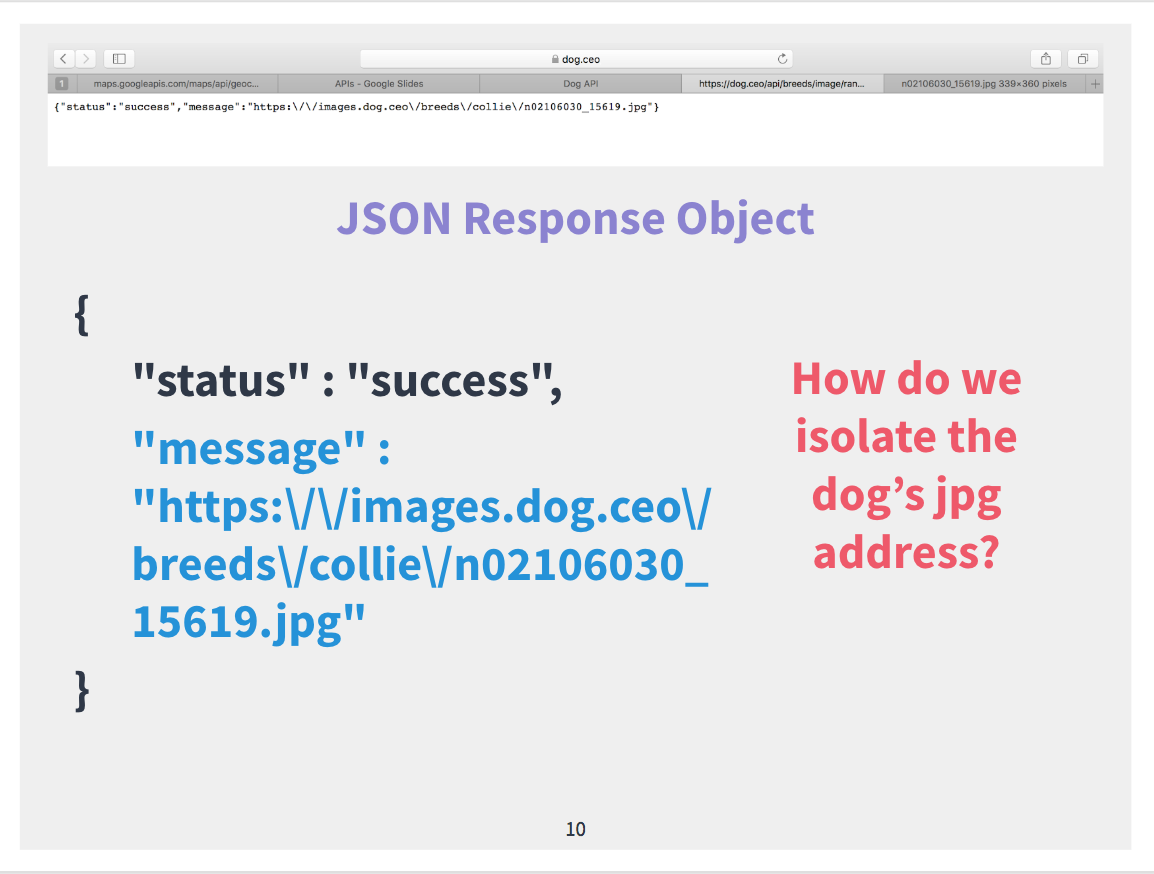 dog.ceo
1 maps.googleapis.com/maps/api/geoc... APIs - Google Slides Dog API https://dog.ceo/api/breeds/image/ran... n02106030_15619.jpg 339×360 pixels +
{"status":"success","message":"https:\/\/images.dog.ceo\/breeds\/collie\/n02106030_15619.jpg"}
JSON Response Object
{
"status" : "success",
"message" :
"https:\/\/images.dog.ceo\/
breeds\/collie\/n02106030_
15619.jpg"
}
How do we
isolate the
dog’s jpg
address?
10